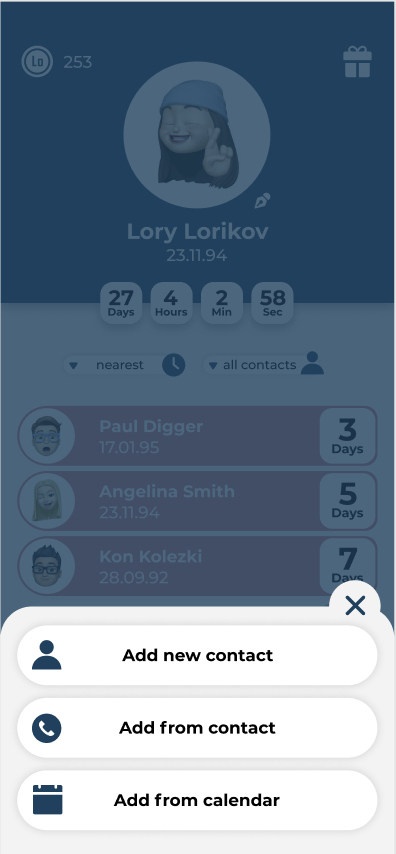 Lo 253
Lory Lorikov
23.11.94
27 4 2 58
Days Hours Min Sec
nearest all contacts
Paul Digger
17.01.95
3
Days
Angelina Smith
23.11.94
5
Days
Kon Kolezki
28.09.92
7
Days
Add new contact
Add from contact
Add from calendar